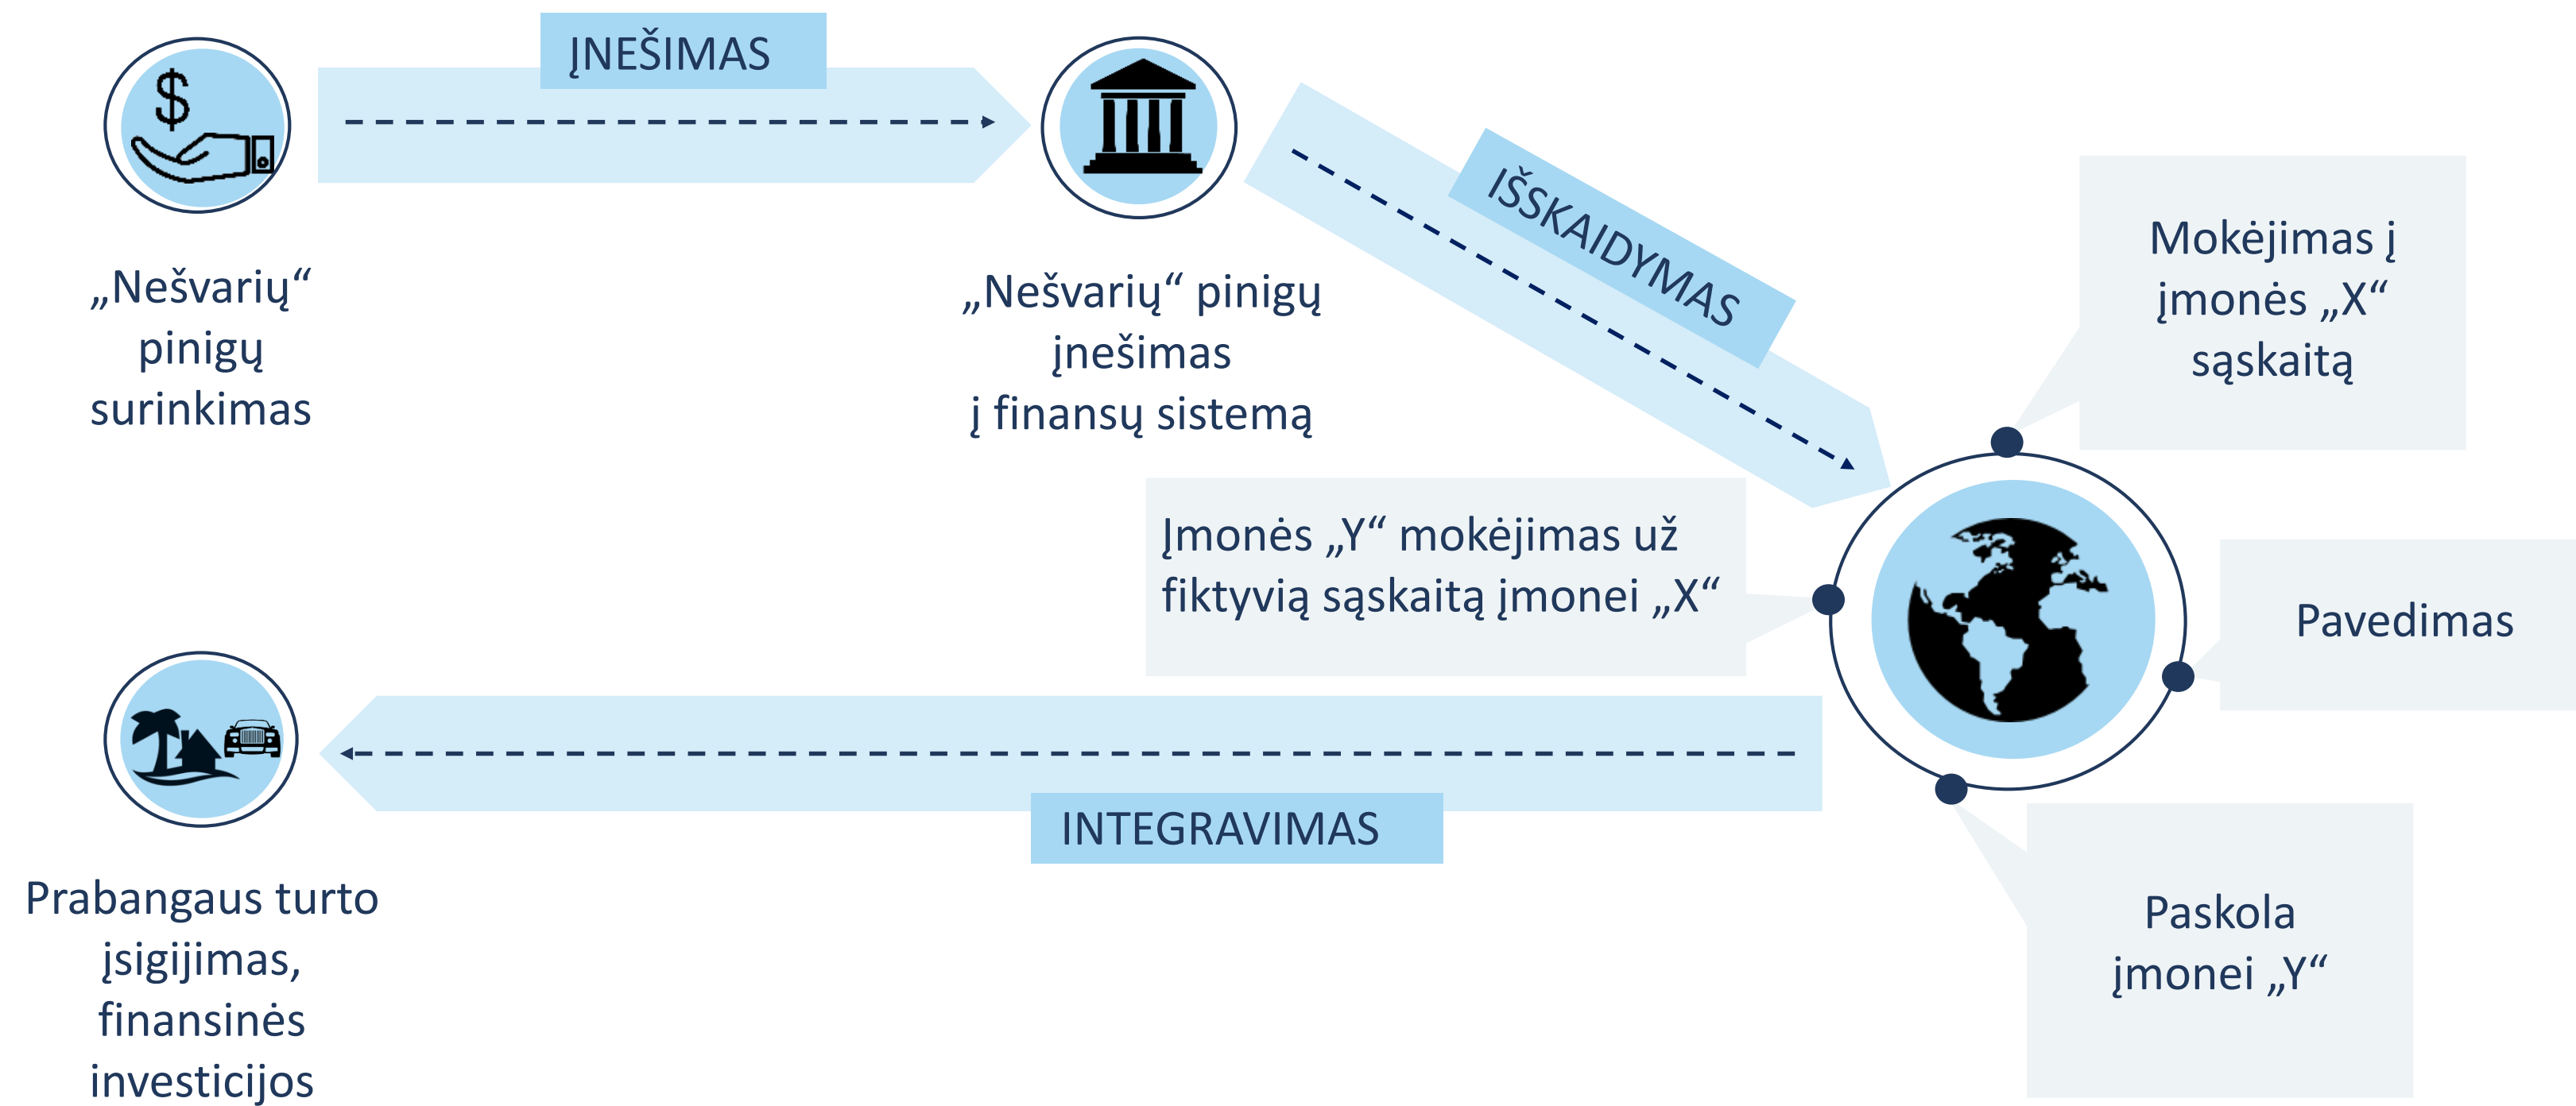 ĮNEŠIMAS
$
„Nešvarių“
pinigų
surinkimas
„Nešvarių“ pinigų
įnešimas
į finansų sistemą
IŠSKAIDYMAS
Mokėjimas į
įmonės „X“
sąskaitą
Įmonės „Y“ mokėjimas už
fiktyvią sąskaitą įmonei „X“
Pavedimas
Paskola
įmonei „Y“
INTEGRAVIMAS
Prabangaus turto
įsigijimas,
finansinės
investicijos